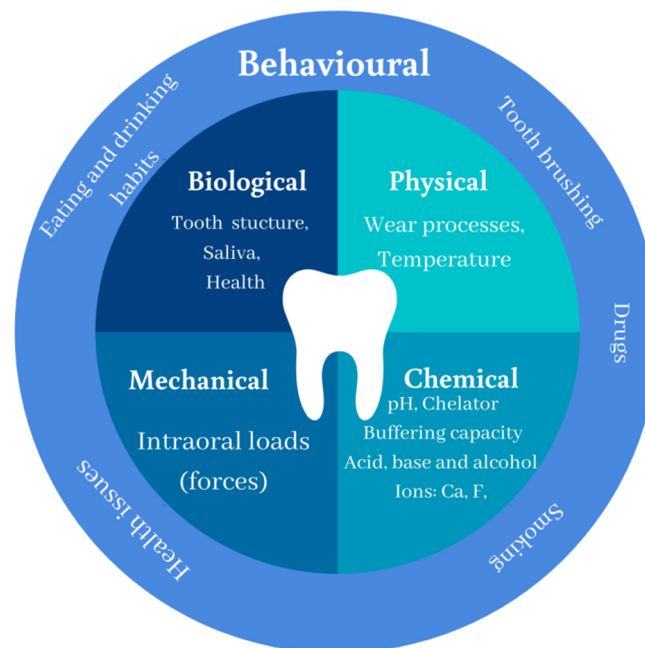 Behavioural
Eating and drinking
habits
Tooth brushing
Drugs
Smoking
Health issues
Biological
Tooth stucture,
Saliva,
Health
Physical
Wear processes,
Temperature
Mechanical
Intraoral loads
(forces)
Chemical
pH, Chelator
Buffering capacity
Acid, base and alcohol
Ions: Ca, F,